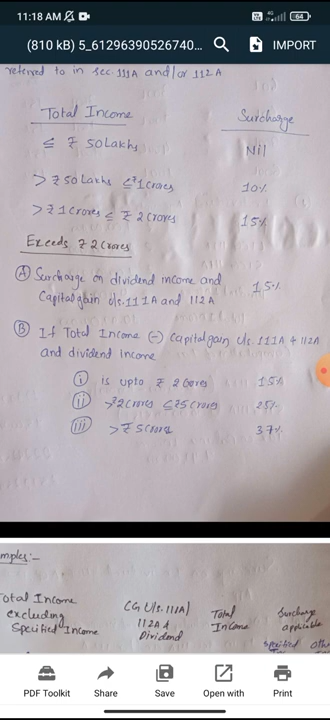 11:18 AM
64
(810 kB) 5_61296390526740... IMPORT
referred to in sec. 111A and/or 112A
Total Income Surcharge
≤ ₹ 50 Lakhs Nil
> ₹ 50 Lakhs ≤ ₹ 1 Crores 10%
> ₹ 1 Crores ≤ ₹ 2 Crores 15%
Exceeds ₹ 2 Crores
(A) Surcharge on dividend income and
Capital gain u/s. 111A and 112A 15%
(B) If Total Income (-) Capital gain u/s. 111A + 112A
and dividend income
(i) is upto ₹ 2 Crores 15%
(ii) >₹2 Crores ≤ ₹5 Crores 25%
(iii) > ₹ 5 Crores 37%
mples:-
Total Income CG U/s. 111A) Total Surcharge
excluding 112A & Income applicable
Specified Income Dividend
specified
PDF Toolkit Share Save Open with Print